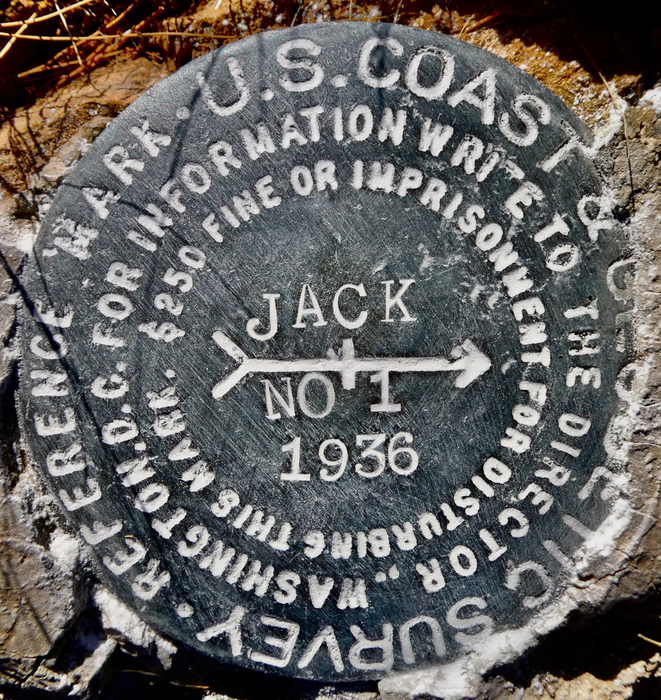 U.S. COAST & GEODETIC SURVEY · REFERENCE MARK ·
FOR INFORMATION WRITE TO THE DIRECTOR, WASHINGTON, D.C.
$250 FINE OR IMPRISONMENT FOR DISTURBING THIS MARK.
JACK
NO 1
1936